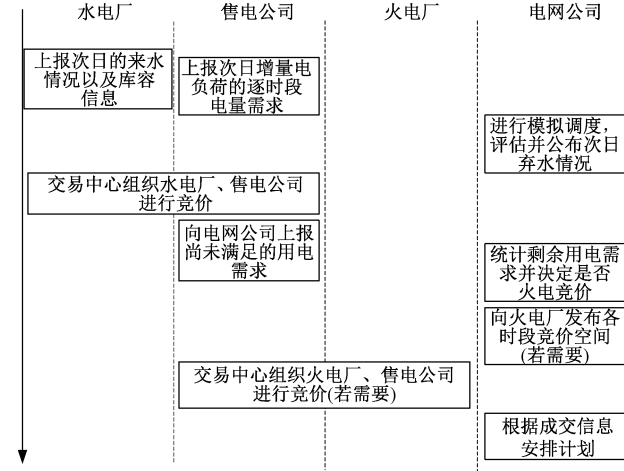 水电厂
售电公司
火电厂
电网公司
上报次日的来水
情况以及库容
信息
上报次日增量电
负荷的逐时段
电量需求
进行模拟调度，
评估并公布次日
弃水情况
交易中心组织水电厂、售电公司
进行竞价
向电网公司上报
尚未满足的用电
需求
统计剩余用电需
求并决定是否
火电竞价
向火电厂发布各
时段竞价空间
(若需要)
交易中心组织火电厂、售电公司
进行竞价(若需要)
根据成交信息
安排计划